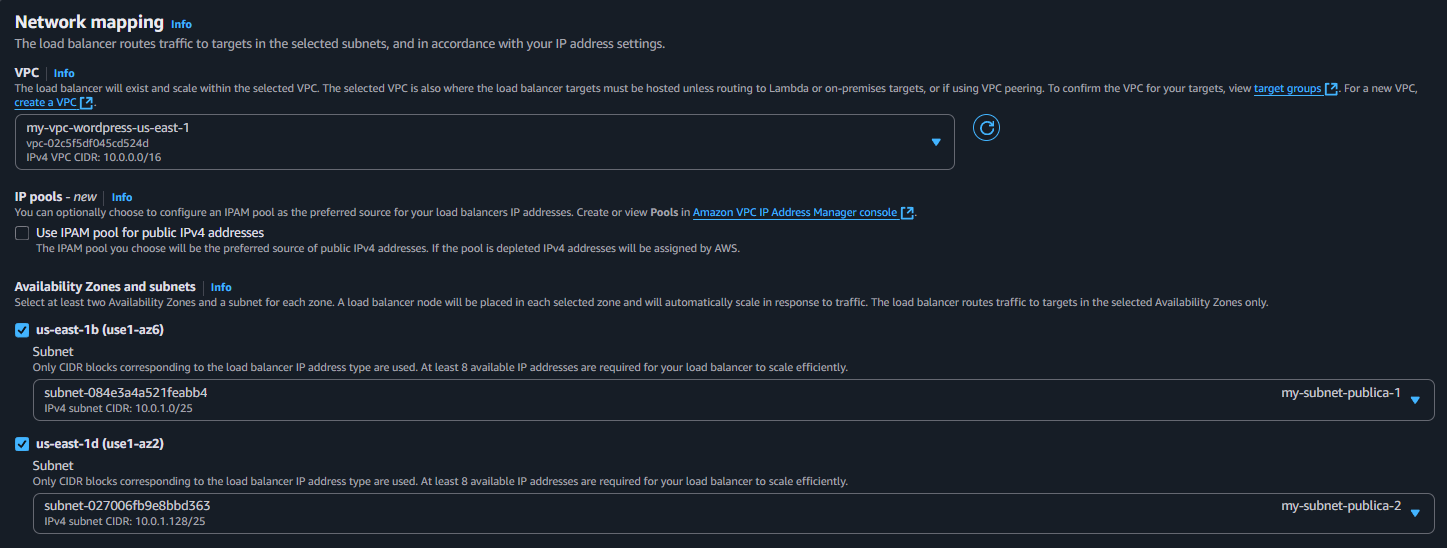 Network mapping Info
The load balancer routes traffic to targets in the selected subnets, and in accordance with your IP address settings.
VPC Info
The load balancer will exist and scale within the selected VPC. The selected VPC is also where the load balancer targets must be hosted unless routing to Lambda or on-premises targets, or if using VPC peering. To confirm the VPC for your targets, view target groups. For a new VPC,
create a VPC.
my-vpc-wordpress-us-east-1
vpc-02c5f5df045cd524d
IPv4 VPC CIDR: 10.0.0.0/16
IP pools - new Info
You can optionally choose to configure an IPAM pool as the preferred source for your load balancers IP addresses. Create or view Pools in Amazon VPC IP Address Manager console.
Use IPAM pool for public IPv4 addresses
The IPAM pool you choose will be the preferred source of public IPv4 addresses. If the pool is depleted IPv4 addresses will be assigned by AWS.
Availability Zones and subnets Info
Select at least two Availability Zones and a subnet for each zone. A load balancer node will be placed in each selected zone and will automatically scale in response to traffic. The load balancer routes traffic to targets in the selected Availability Zones only.
us-east-1b (use1-az6)
Subnet
Only CIDR blocks corresponding to the load balancer IP address type are used. At least 8 available IP addresses are required for your load balancer to scale efficiently.
subnet-084e3a4a521feabb4 my-subnet-publica-1
IPv4 subnet CIDR: 10.0.1.0/25
us-east-1d (use1-az2)
Subnet
Only CIDR blocks corresponding to the load balancer IP address type are used. At least 8 available IP addresses are required for your load balancer to scale efficiently.
subnet-027006fb9e8bbd363 my-subnet-publica-2
IPv4 subnet CIDR: 10.0.1.128/25